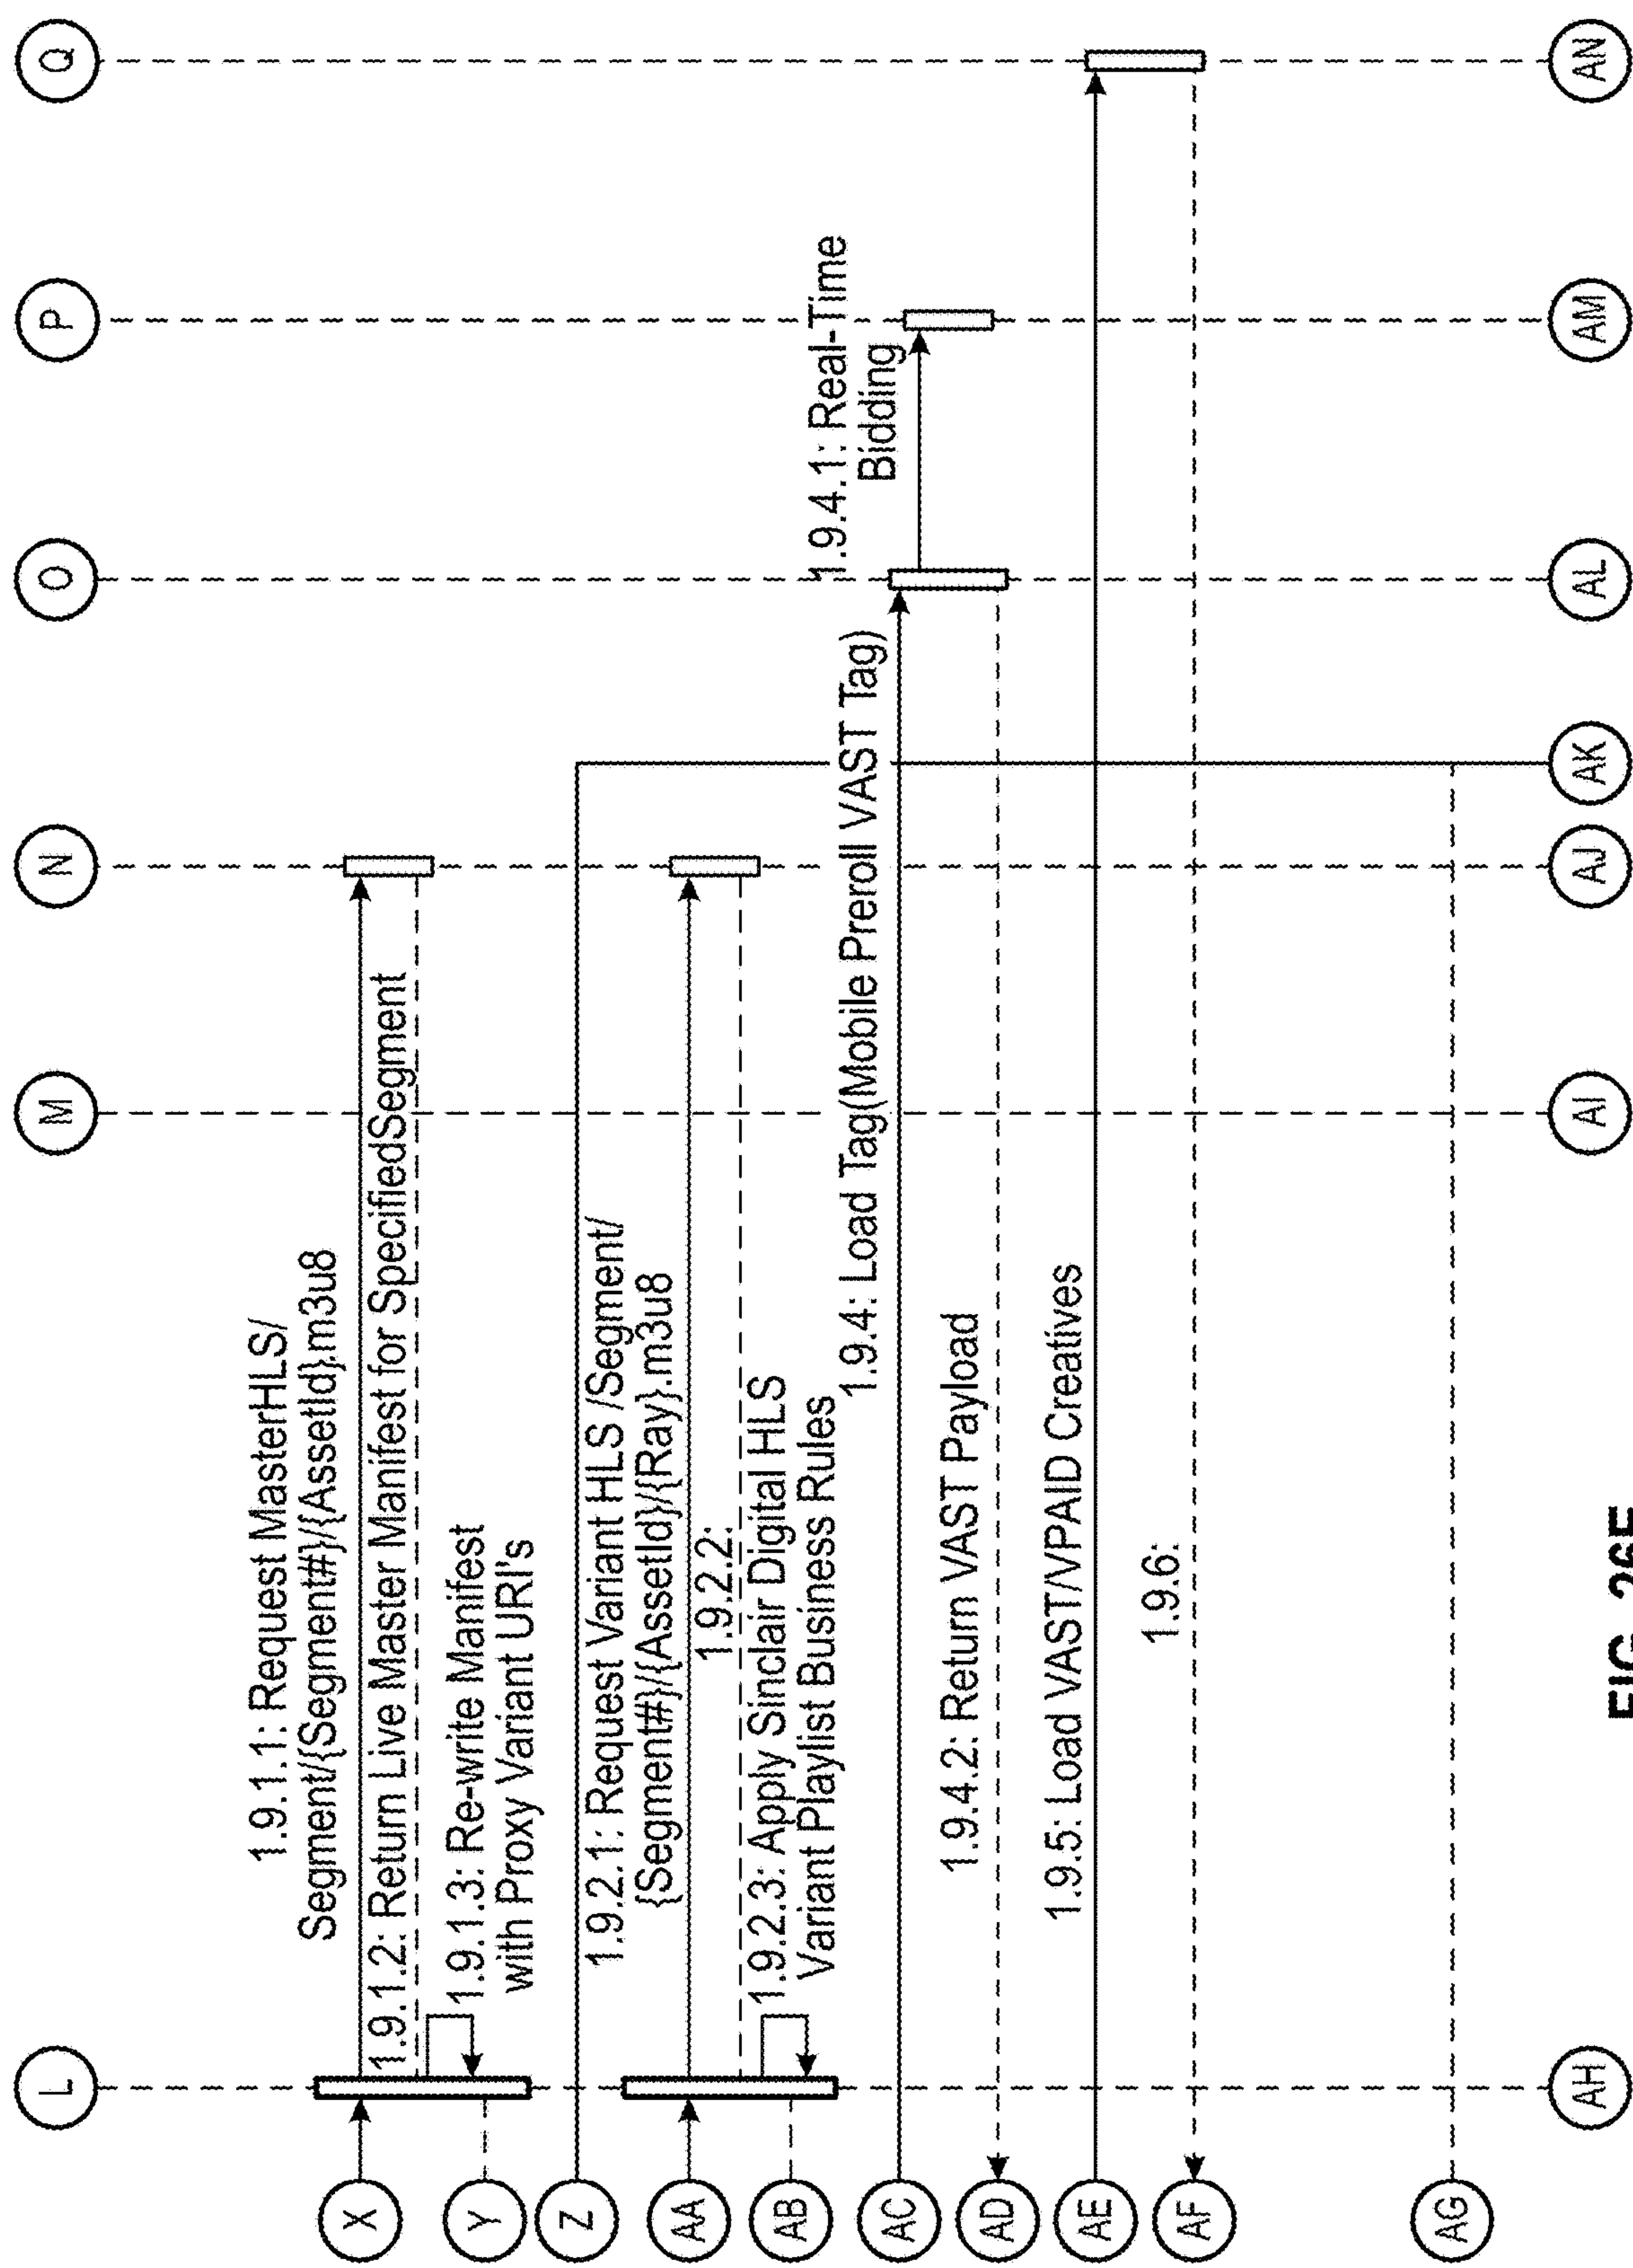 L
M
N
O
P
Q
1.9.1.1: Request MasterHLS/
Segment/{Segment#}/{AssetId}.m3u8
X
1.9.1.2: Return Live Master Manifest for SpecifiedSegment
1.9.1.3: Re-write Manifest
with Proxy Variant URI's
Y
Z
1.9.2.1: Request Variant HLS /Segment/
{Segment#}/{AssetId}/{Ray}.m3u8
AA
1.9.2.2:
1.9.2.3: Apply Sinclair Digital HLS
Variant Playlist Business Rules
AB
1.9.4.1: Real-Time
Bidding
1.9.4: Load Tag(Mobile Preroll VAST Tag)
AC
1.9.4.2: Return VAST Payload
AD
1.9.5: Load VAST/VPAID Creatives
AE
1.9.6:
AF
AG
AH
AI
AJ
AK
AL
AM
AN
FIG.